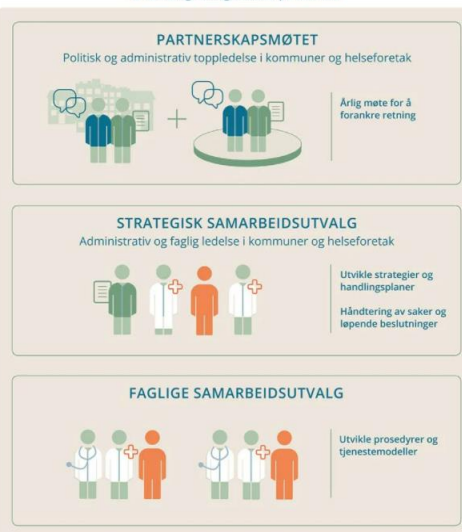 PARTNERSKAPSMØTET
Politisk og administrativ toppledelse i kommuner og helseforetak
Årlig møte for å
forankre retning
STRATEGISK SAMARBEIDSUTVALG
Administrativ og faglig ledelse i kommuner og helseforetak
Utvikle strategier og
handlingsplaner
Håndtering av saker og
løpende beslutninger
FAGLIGE SAMARBEIDSUTVALG
Utvikle prosedyrer og
tjenestemodeller